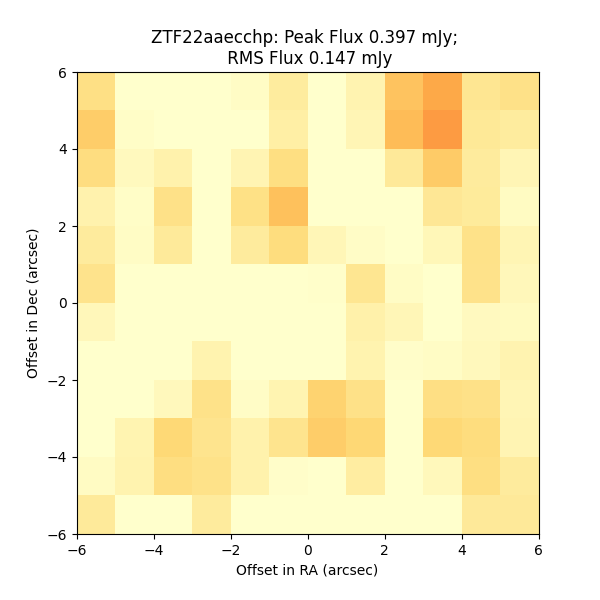 ZTF22aaecchp: Peak Flux 0.397 mJy;
RMS Flux 0.147 mJy
6
4
2
0
−2
−4
−6
Offset in Dec (arcsec)
−6 −4 −2 0 2 4 6
Offset in RA (arcsec)